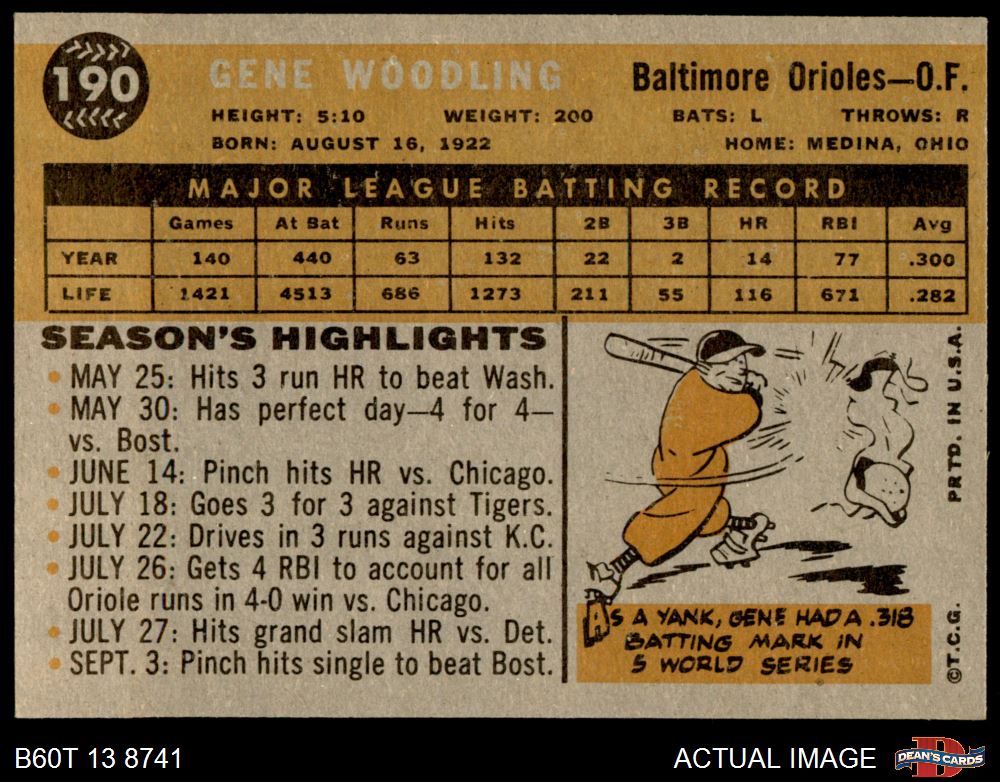 190
GENE WOODLING
Baltimore Orioles—O.F.
HEIGHT: 5:10 WEIGHT: 200 BATS: L THROWS: R
BORN: AUGUST 16, 1922 HOME: MEDINA, OHIO
MAJOR LEAGUE BATTING RECORD
Games At Bat Runs Hits 2B 3B HR RBI Avg
YEAR 140 440 63 132 22 2 14 77 .300
LIFE 1421 4513 686 1273 211 55 116 671 .282
SEASON'S HIGHLIGHTS
• MAY 25: Hits 3 run HR to beat Wash.
• MAY 30: Has perfect day—4 for 4—
vs. Bost.
• JUNE 14: Pinch hits HR vs. Chicago.
• JULY 18: Goes 3 for 3 against Tigers.
• JULY 22: Drives in 3 runs against K.C.
• JULY 26: Gets 4 RBI to account for all
Oriole runs in 4-0 win vs. Chicago.
• JULY 27: Hits grand slam HR vs. Det.
• SEPT. 3: Pinch hits single to beat Bost.
AS A YANK, GENE HAD A .318
BATTING MARK IN
5 WORLD SERIES
©T.C.G. PRTD. IN U.S.A.
B60T 13 8741
ACTUAL IMAGE
D
DEAN'S CARDS